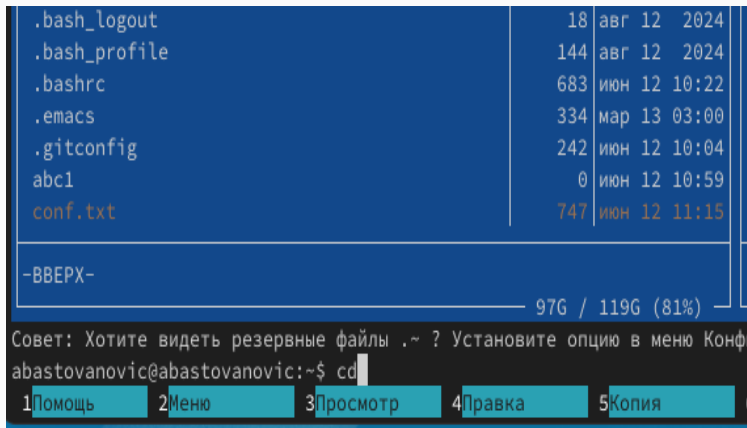 .bash_logout 18 авг 12 2024
.bash_profile 144 авг 12 2024
.bashrc 683 июн 12 10:22
.emacs 334 мар 13 03:00
.gitconfig 242 июн 12 10:04
abc1 0 июн 12 10:59
conf.txt 747 июн 12 11:15
-ВВЕРХ-
97G / 119G (81%)
Совет: Хотите видеть резервные файлы .~ ? Установите опцию в меню Конф
abastovanovic@abastovanovic:~$ cd
1Помощь 2Меню 3Просмотр 4Правка 5Копия